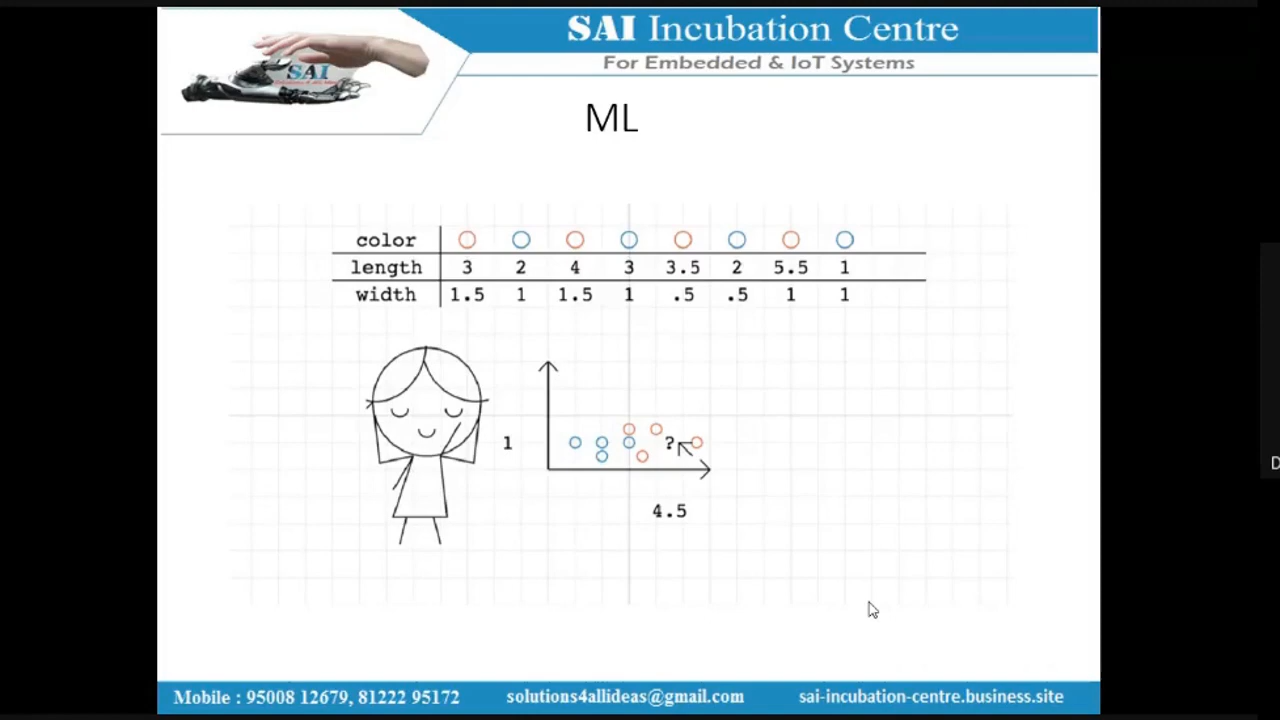 SAI Incubation Centre
For Embedded & IoT Systems
SAI
ML
color
length 3 2 4 3 3.5 2 5.5 1
width 1.5 1 1.5 1 .5 .5 1 1
1 ?
4.5
D
Mobile : 95008 12679, 81222 95172 solutions4allideas@gmail.com sai-incubation-centre.business.site